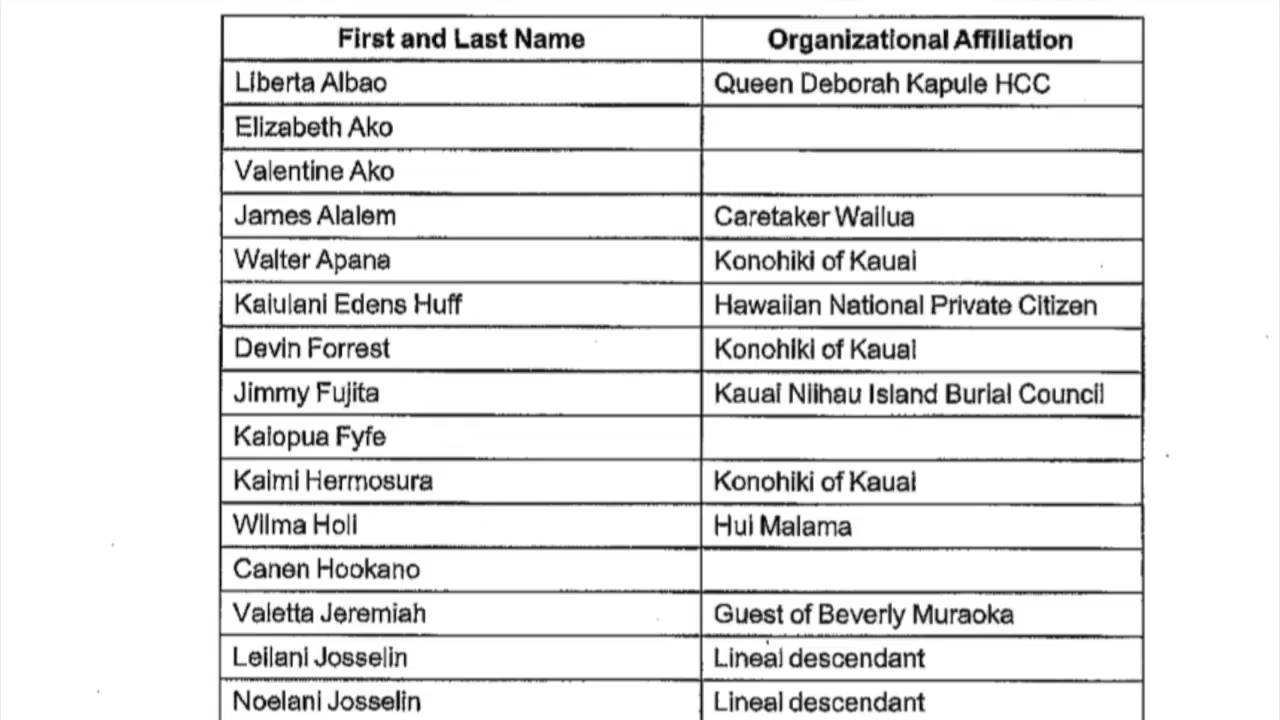 First and Last Name Organizational Affiliation
Liberta Albao Queen Deborah Kapule HCC
Elizabeth Ako
Valentine Ako
James Alalem Caretaker Wailua
Walter Apana Konohiki of Kauai
Kaiulani Edens Huff Hawaiian National Private Citizen
Devin Forrest Konohiki of Kauai
Jimmy Fujita Kauai Niihau Island Burial Council
Kaiopua Fyfe
Kaimi Hermosura Konohiki of Kauai
Wilma Holi Hui Malama
Canen Hookano
Valetta Jeremiah Guest of Beverly Muraoka
Leilani Josselin Lineal descendant
Noelani Josselin Lineal descendant